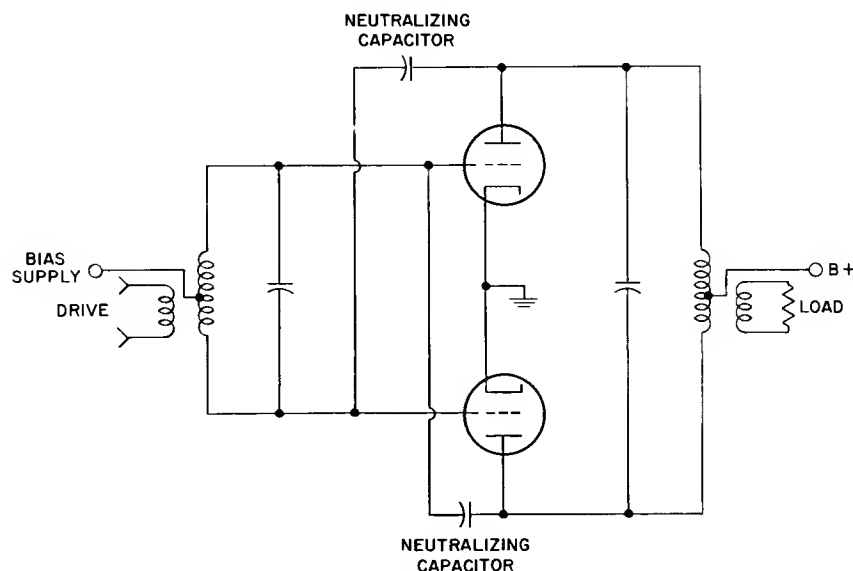 NEUTRALIZING
CAPACITOR
BIAS
SUPPLY
DRIVE
B+
LOAD
NEUTRALIZING
CAPACITOR